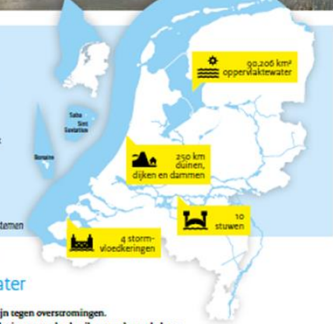 90,206 km²
oppervlaktewater
Saba
Sint
Eustatius
Bonaire
250 km
duinen,
dijken en dammen
10
stuwen
4 storm-
vloedkeringen
ater
jn tegen overstromingen.